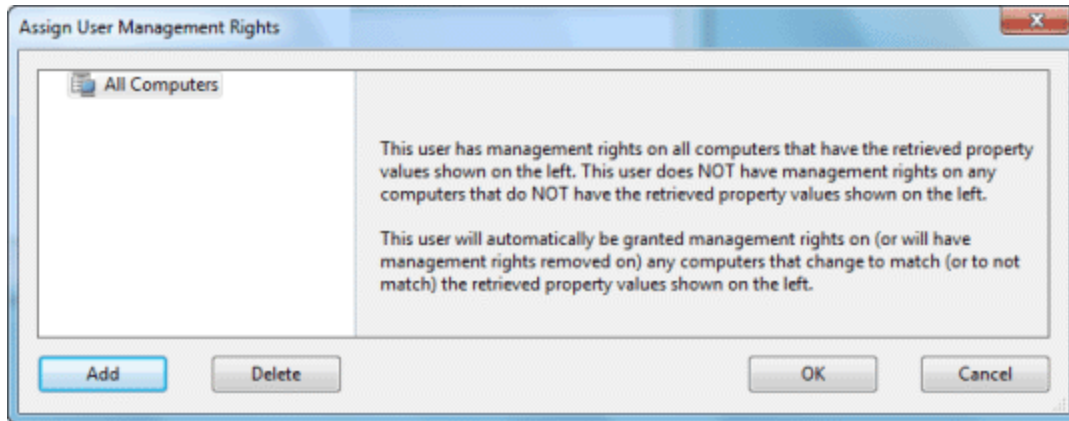 Assign User Management Rights
All Computers
This user has management rights on all computers that have the retrieved property
values shown on the left. This user does NOT have management rights on any
computers that do NOT have the retrieved property values shown on the left.
This user will automatically be granted management rights on (or will have
management rights removed on) any computers that change to match (or to not
match) the retrieved property values shown on the left.
Add
Delete
OK
Cancel